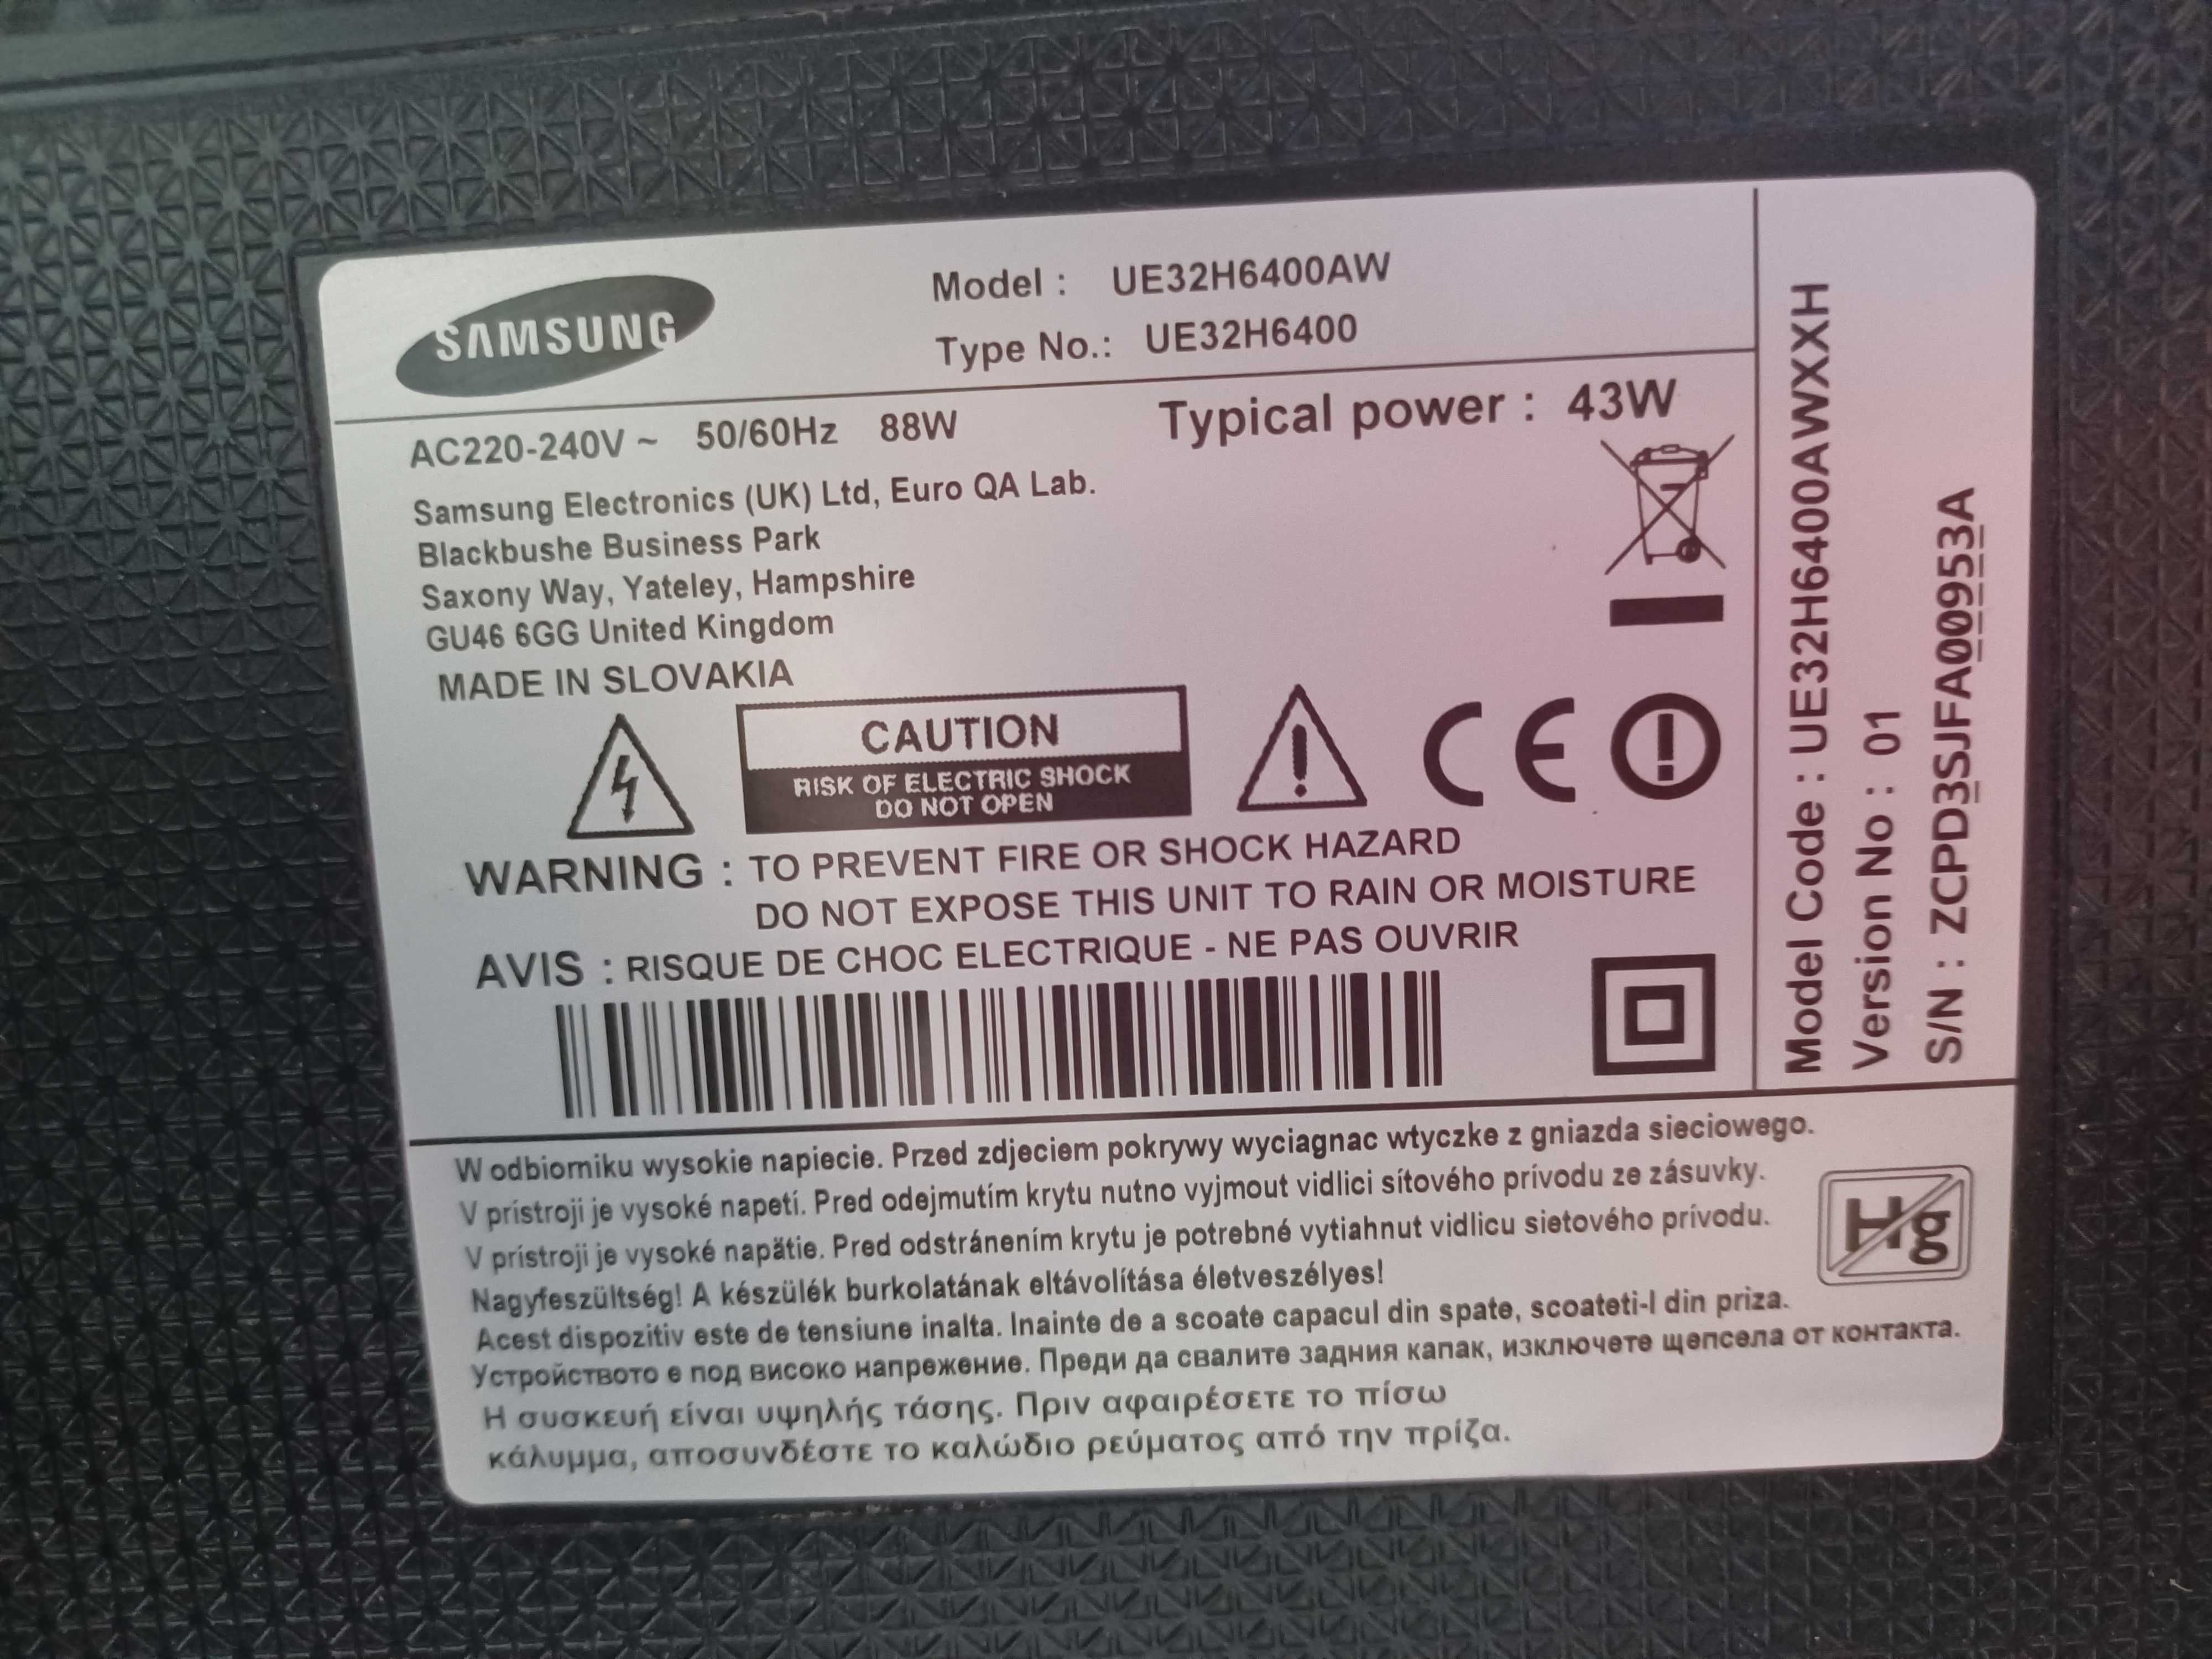 SAMSUNG
Model : UE32H6400AW
Type No.: UE32H6400
AC220-240V ~ 50/60Hz 88W
Typical power : 43W
Samsung Electronics (UK) Ltd, Euro QA Lab.
Blackbushe Business Park
Saxony Way, Yateley, Hampshire
GU46 6GG United Kingdom
MADE IN SLOVAKIA
CAUTION
RISK OF ELECTRIC SHOCK
DO NOT OPEN
CE
WARNING : TO PREVENT FIRE OR SHOCK HAZARD
DO NOT EXPOSE THIS UNIT TO RAIN OR MOISTURE
AVIS : RISQUE DE CHOC ELECTRIQUE - NE PAS OUVRIR
Model Code : UE32H6400AWXXH
Version No : 01
S/N : ZCPD3SJFA00953A
W odbiorniku wysokie napiecie. Przed zdjeciem pokrywy wyciagnac wtyczke z gniazda sieciowego.
V prístroji je vysoké napetí. Pred odejmutím krytu nutno vyjmout vidlici sítového prívodu ze zásuvky.
V prístroji je vysoké napätie. Pred odstránením krytu je potrebné vytiahnut vidlicu sietového prívodu.
Nagyfeszültség! A készülék burkolatának eltávolítása életveszélyes!
Acest dispozitiv este de tensiune inalta. Inainte de a scoate capacul din spate, scoateti-l din priza.
Устройството е под високо напрежение. Преди да свалите задния капак, изключете щепсела от контакта.
Η συσκευή είναι υψηλής τάσης. Πριν αφαιρέσετε το πίσω
κάλυμμα, αποσυνδέστε το καλώδιο ρεύματος από την πρίζα.
Hg